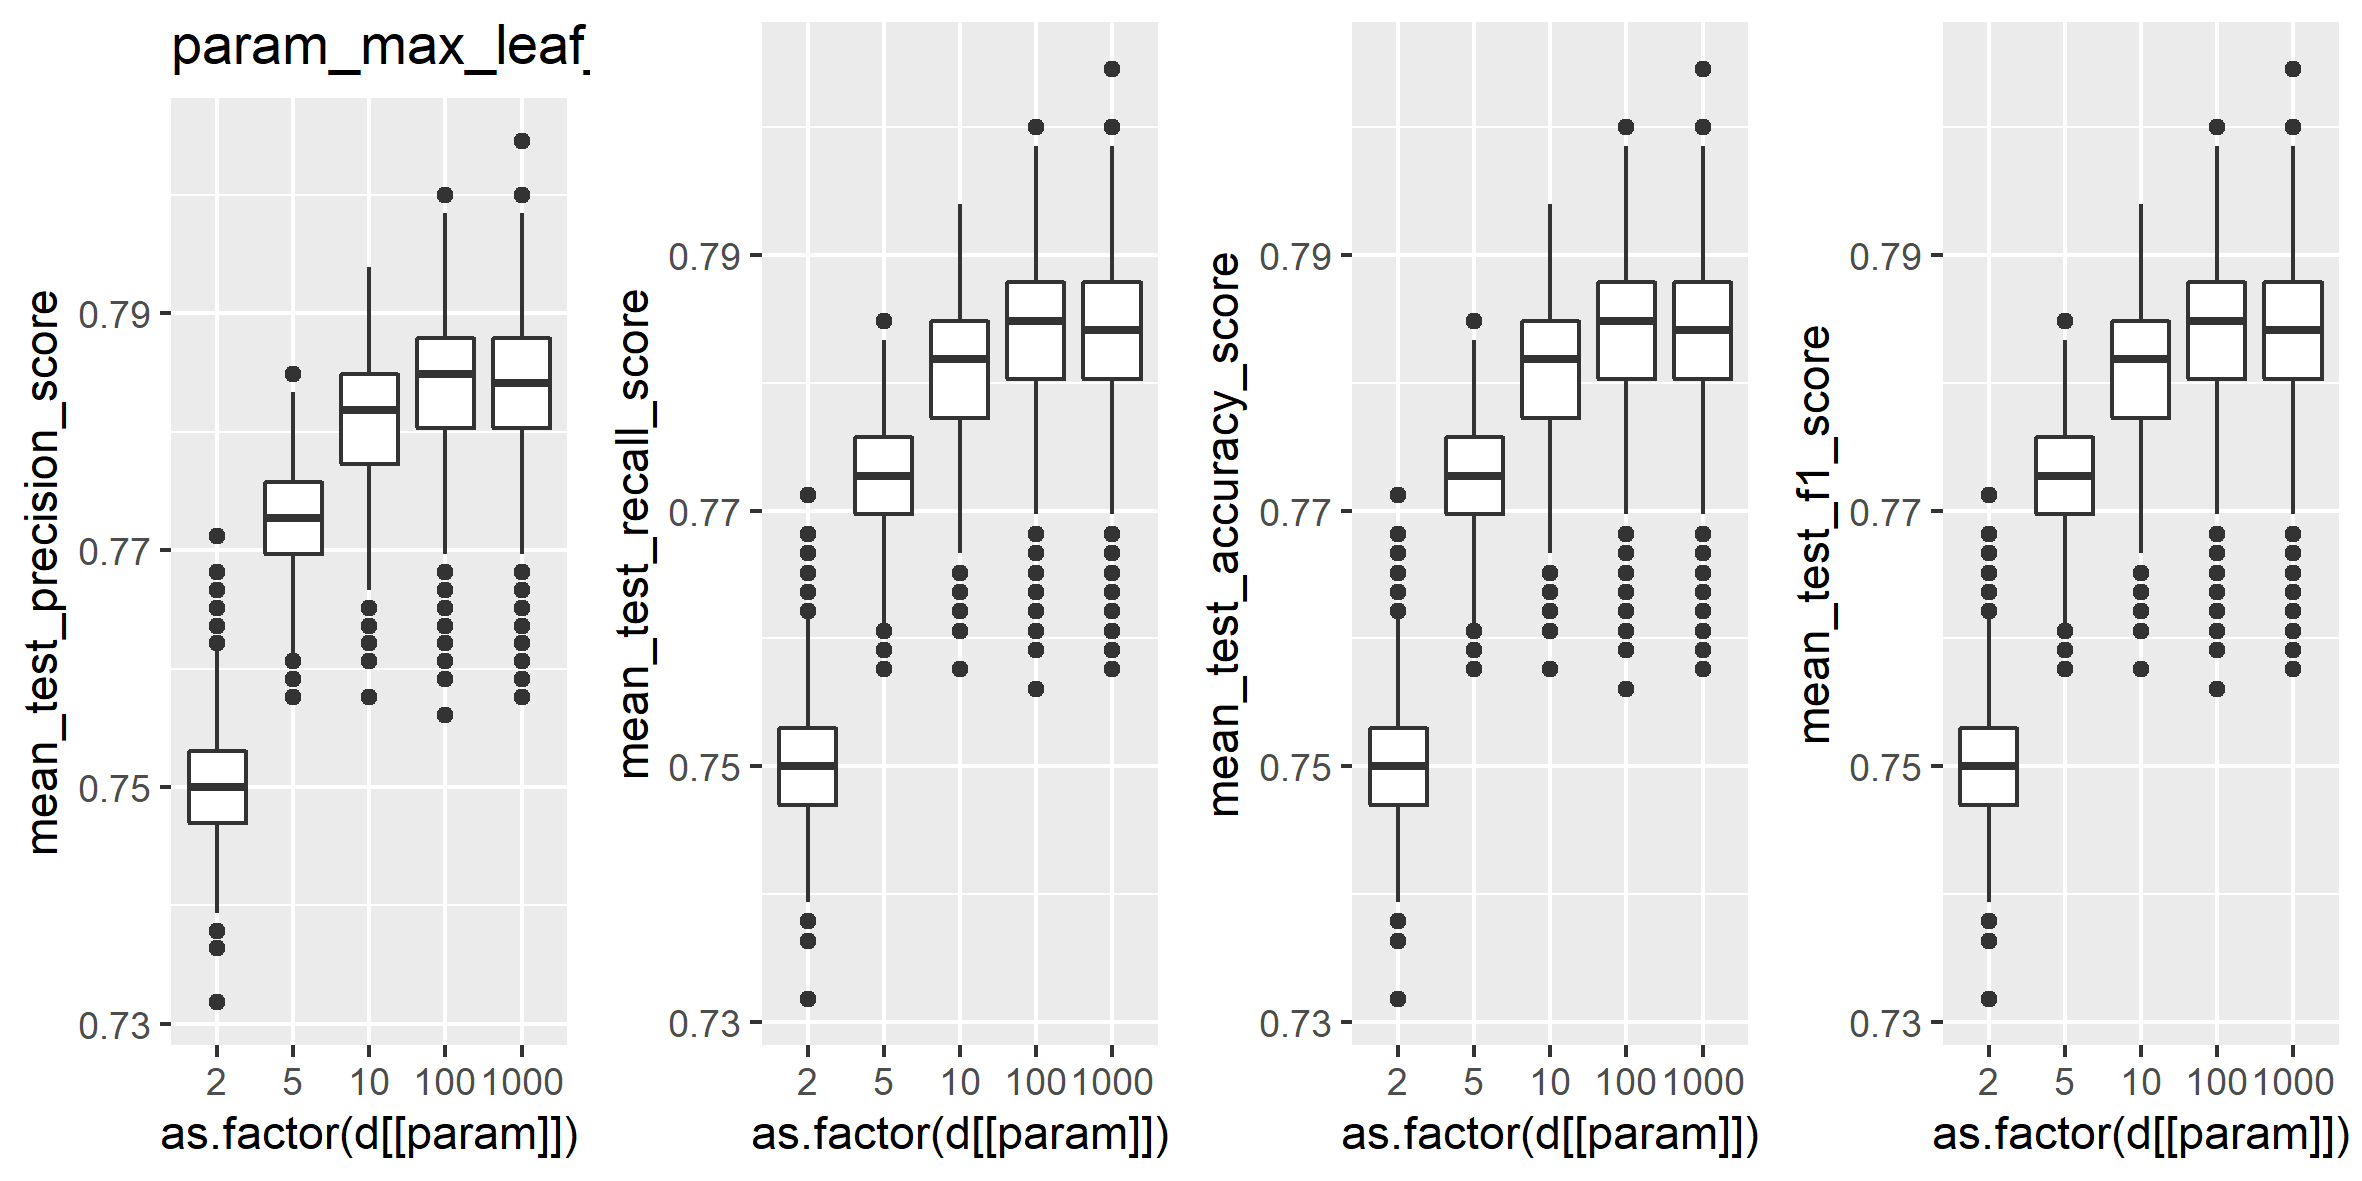 param_max_leaf_
mean_test_precision_score
0.79
0.77
0.75
0.73
2 5 10 100 1000
as.factor(d[[param]])
mean_test_recall_score
0.79
0.77
0.75
0.73
2 5 10 100 1000
as.factor(d[[param]])
mean_test_accuracy_score
0.79
0.77
0.75
0.73
2 5 10 100 1000
as.factor(d[[param]])
mean_test_f1_score
0.79
0.77
0.75
0.73
2 5 10 100 1000
as.factor(d[[param]])